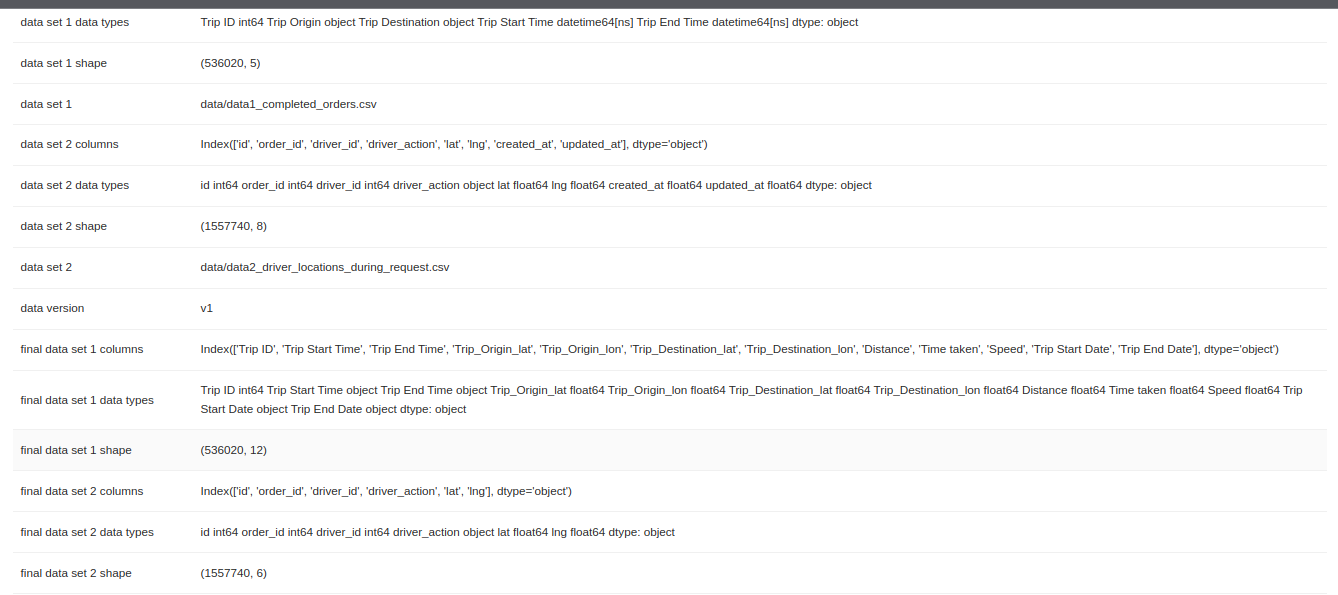 data set 1 data types Trip ID int64 Trip Origin object Trip Destination object Trip Start Time datetime64[ns] Trip End Time datetime64[ns] dtype: object
data set 1 shape (536020, 5)
data set 1 data/data1_completed_orders.csv
data set 2 columns Index(['id', 'order_id', 'driver_id', 'driver_action', 'lat', 'lng', 'created_at', 'updated_at'], dtype='object')
data set 2 data types id int64 order_id int64 driver_id int64 driver_action object lat float64 lng float64 created_at float64 updated_at float64 dtype: object
data set 2 shape (1557740, 8)
data set 2 data/data2_driver_locations_during_request.csv
data version v1
final data set 1 columns Index(['Trip ID', 'Trip Start Time', 'Trip End Time', 'Trip_Origin_lat', 'Trip_Origin_lon', 'Trip_Destination_lat', 'Trip_Destination_lon', 'Distance', 'Time taken', 'Speed', 'Trip Start Date', 'Trip End Date'], dtype='object')
final data set 1 data types Trip ID int64 Trip Start Time object Trip End Time object Trip_Origin_lat float64 Trip_Origin_lon float64 Trip_Destination_lat float64 Trip_Destination_lon float64 Distance float64 Time taken float64 Speed float64 Trip
Start Date object Trip End Date object dtype: object
final data set 1 shape (536020, 12)
final data set 2 columns Index(['id', 'order_id', 'driver_id', 'driver_action', 'lat', 'lng'], dtype='object')
final data set 2 data types id int64 order_id int64 driver_id int64 driver_action object lat float64 lng float64 dtype: object
final data set 2 shape (1557740, 6)